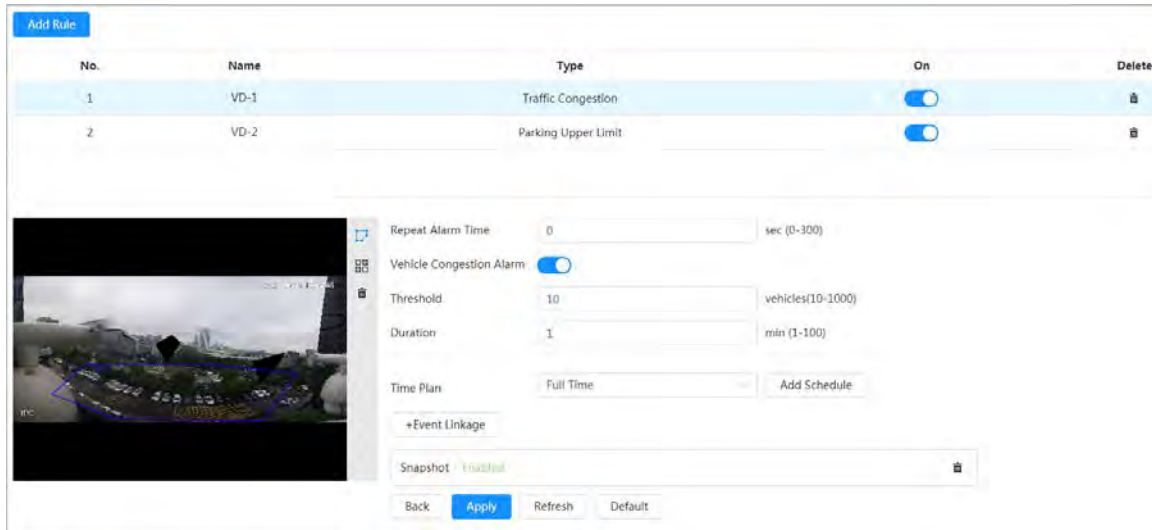 Add Rule
No. Name Type On Delete
1 VD-1 Traffic Congestion
2 VD-2 Parking Upper Limit
Repeat Alarm Time 0 sec (0-300)
Vehicle Congestion Alarm
Threshold 10 vehicles(10-1000)
Duration 1 min (1-100)
Time Plan Full Time Add Schedule
IPC
+Event Linkage
Snapshot Enabled
Back Apply Refresh Default